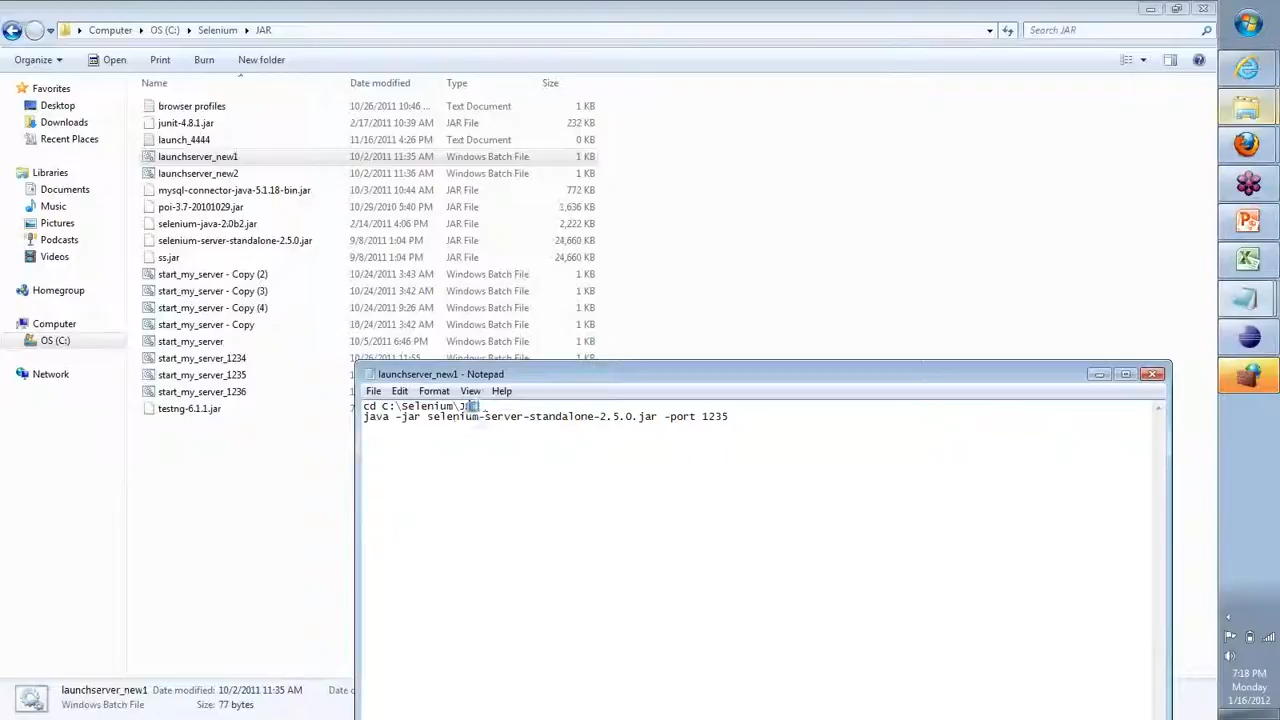 Computer OS (C:) Selenium JAR
Search JAR
Organize Open Print Burn New folder
Name Date modified Type Size
Favorites
Desktop
Downloads
Recent Places
Libraries
Documents
Music
Pictures
Podcasts
Videos
Homegroup
Computer
OS (C:)
Network
browser profiles 10/26/2011 10:46 ... Text Document 1 KB
junit-4.8.1.jar 2/17/2011 10:39 AM JAR File 232 KB
launch_4444 11/16/2011 4:26 PM Text Document 0 KB
launchserver_new1 10/2/2011 11:35 AM Windows Batch File 1 KB
launchserver_new2 10/2/2011 11:36 AM Windows Batch File 1 KB
mysql-connector-java-5.1.18-bin.jar 10/3/2011 10:44 AM JAR File 772 KB
poi-3.7-20101029.jar 10/29/2010 5:40 PM JAR File 1,636 KB
selenium-java-2.0b2.jar 2/14/2011 4:06 PM JAR File 2,222 KB
selenium-server-standalone-2.5.0.jar 9/8/2011 1:04 PM JAR File 24,660 KB
ss.jar 9/8/2011 1:04 PM JAR File 24,660 KB
start_my_server - Copy (2) 10/24/2011 3:43 AM Windows Batch File 1 KB
start_my_server - Copy (3) 10/24/2011 3:42 AM Windows Batch File 1 KB
start_my_server - Copy (4) 10/24/2011 9:26 AM Windows Batch File 1 KB
start_my_server - Copy 10/24/2011 3:42 AM Windows Batch File 1 KB
start_my_server 10/5/2011 6:46 PM Windows Batch File 1 KB
start_my_server_1234 10/26/2011 11:55 Windows Batch File 1 KB
start_my_server_1235
start_my_server_1236
testng-6.1.1.jar
launchserver_new1 - Notepad
File Edit Format View Help
cd C:\Selenium\JAR
java -jar selenium-server-standalone-2.5.0.jar -port 1235
launchserver_new1 Date modified: 10/2/2011 11:35 AM Date c
Windows Batch File Size: 77 bytes
7:18 PM
Monday
1/16/2012